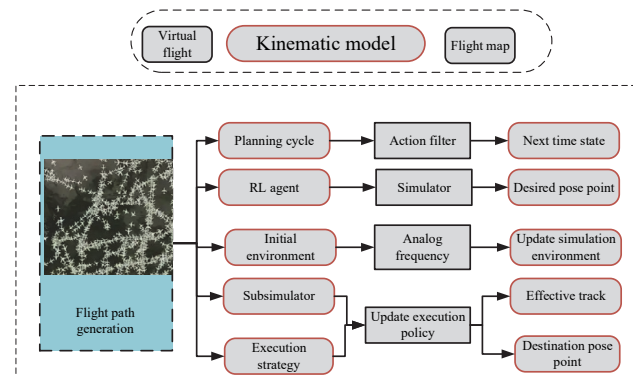 Virtual
flight
Kinematic model
Flight map
Planning cycle
Action filter
Next time state
RL agent
Simulator
Desired pose point
Initial
environment
Analog
frequency
Update simulation
environment
Subsimulator
Update execution
policy
Effective track
Execution
strategy
Destination pose
point
Flight path
generation